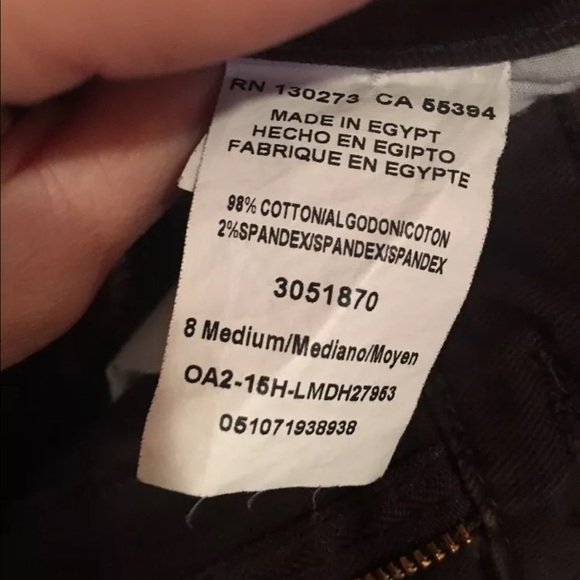 RN 130273 CA 55394
MADE IN EGYPT
HECHO EN EGIPTO
FABRIQUE EN EGYPTE
98% COTTON/ALGODON/COTON
2%SPANDEX/SPANDEX/SPANDEX
3051870
8 Medium/Mediano/Moyen
OA2-15H-LMDH27953
051071938938